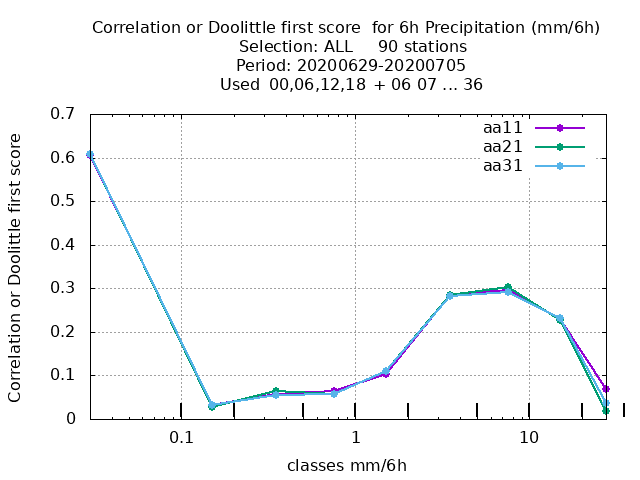 Correlation or Doolittle first score  for 6h Precipitation (mm/6h)
Selection: ALL     90 stations
Period: 20200629-20200705
Used  00,06,12,18  + 06 07 ... 36
aa11
aa21
aa31
Correlation or Doolittle first score
0.7
0.6
0.5
0.4
0.3
0.2
0.1
0
0.1
1
10
classes mm/6h